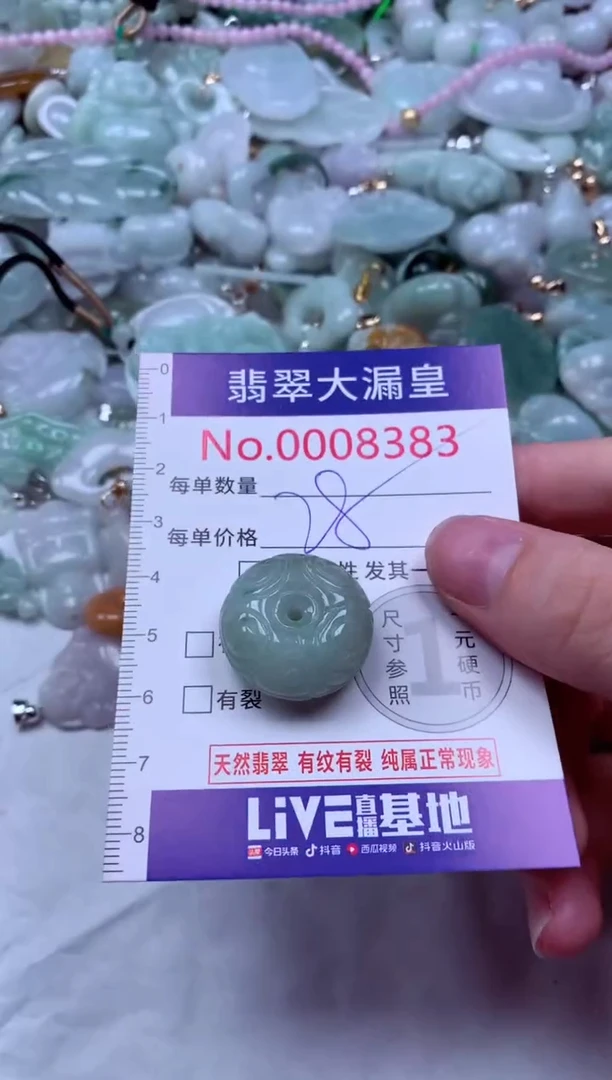 翡翠大漏皇
No.0008383
每单数量
28
每单价格
性 发其一
尺寸参照
1
元硬币
有裂
天然翡翠 有纹有裂 纯属正常现象
LiVE直播基地
头条 今日头条 抖音 西瓜视频 抖音火山版
0
1
2
3
4
5
6
7
8